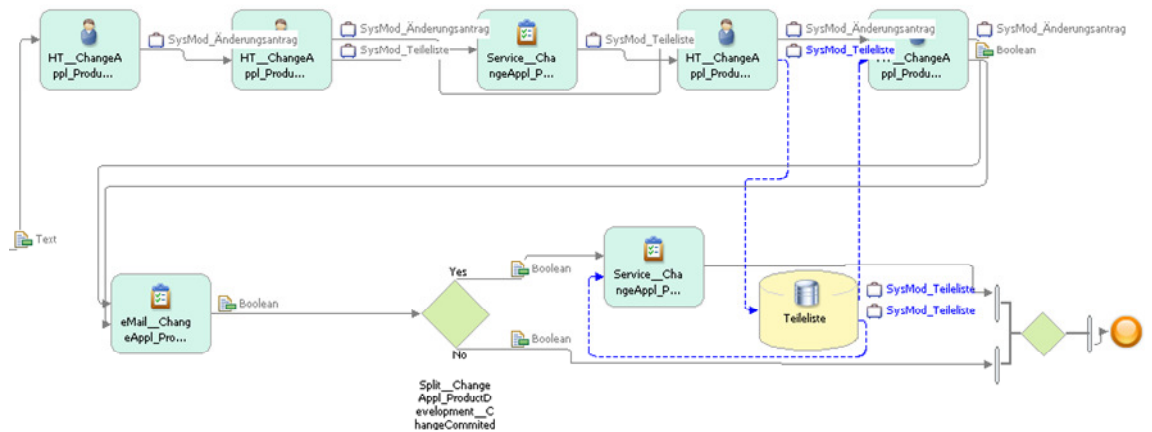 SysMod_Änderungsantrag
SysMod_Änderungsantrag
SysMod_Änderungsantrag
SysMod_Änderungsantrag
SysMod_Teileliste
SysMod_Teileliste
SysMod_Teileliste
Boolean
HT__ChangeA
ppl_Produ...
HT__ChangeA
ppl_Produ...
Service__Cha
ngeAppl_P...
HT__ChangeA
ppl_Produ...
HT__ChangeA
ppl_Produ...
Text
Yes
Boolean
Service__Cha
ngeAppl_P...
SysMod_Teileliste
SysMod_Teileliste
Teileliste
Boolean
eMail__Chang
eAppl_Pro...
Boolean
No
Split__Change
Appl_ProductD
evelopment__C
hangeCommited